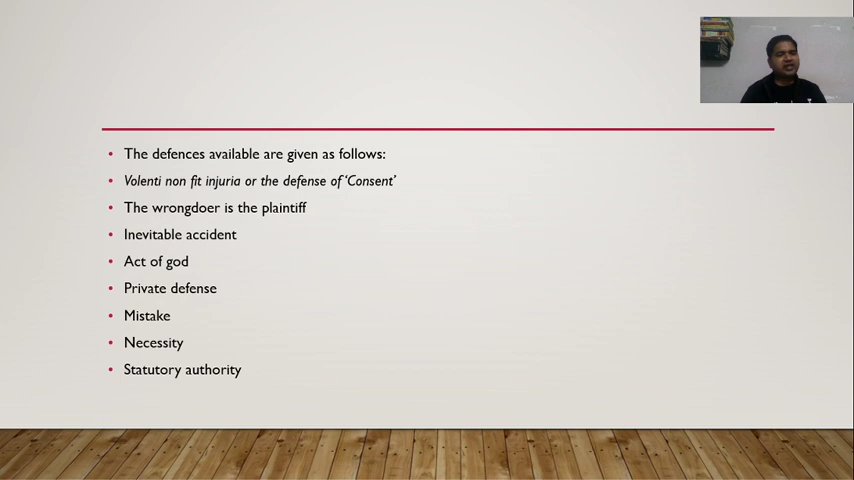 The defences available are given as follows:
Volenti non fit injuria or the defense of ‘Consent’
The wrongdoer is the plaintiff
Inevitable accident
Act of god
Private defense
Mistake
Necessity
Statutory authority